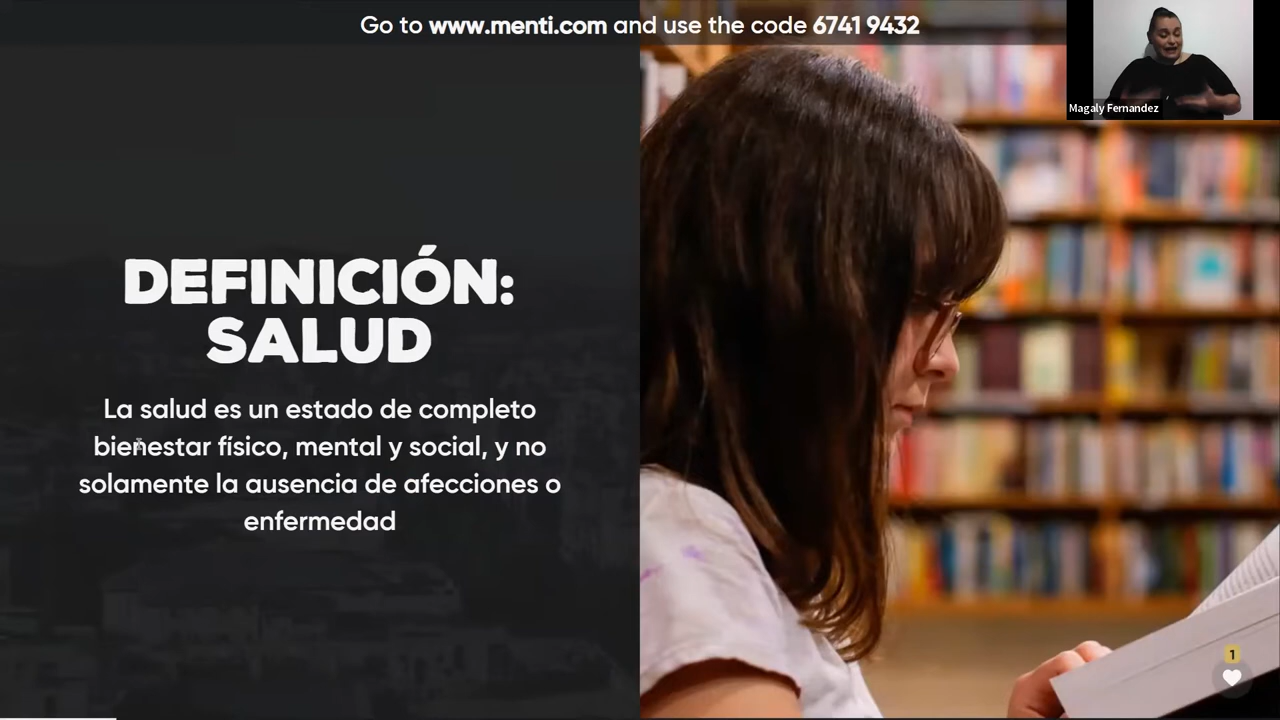 Go to www.menti.com and use the code 6741 9432
Magaly Fernandez
DEFINICIÓN:
SALUD
La salud es un estado de completo
bienestar físico, mental y social, y no
solamente la ausencia de afecciones o
enfermedad
1